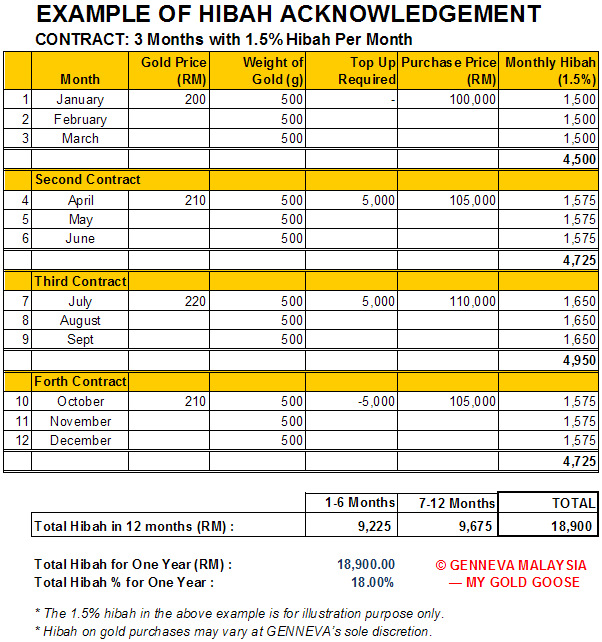 EXAMPLE OF HIBAH ACKNOWLEDGEMENT
CONTRACT: 3 Months with 1.5% Hibah Per Month
Month Gold Price (RM) Weight of Gold (g) Top Up Required Purchase Price (RM) Monthly Hibah (1.5%)
1 January 200 500 - 100,000 1,500
2 February 500 1,500
3 March 500 1,500
4,500
Second Contract
4 April 210 500 5,000 105,000 1,575
5 May 500 1,575
6 June 500 1,575
4,725
Third Contract
7 July 220 500 5,000 110,000 1,650
8 August 500 1,650
9 Sept 500 1,650
4,950
Forth Contract
10 October 210 500 -5,000 105,000 1,575
11 November 500 1,575
12 December 500 1,575
4,725
1-6 Months 7-12 Months TOTAL
Total Hibah in 12 months (RM) : 9,225 9,675 18,900
Total Hibah for One Year (RM) : 18,900.00 © GENNEVA MALAYSIA
Total Hibah % for One Year : 18.00% — MY GOLD GOOSE
* The 1.5% hibah in the above example is for illustration purpose only.
* Hibah on gold purchases may vary at GENNEVA's sole discretion.